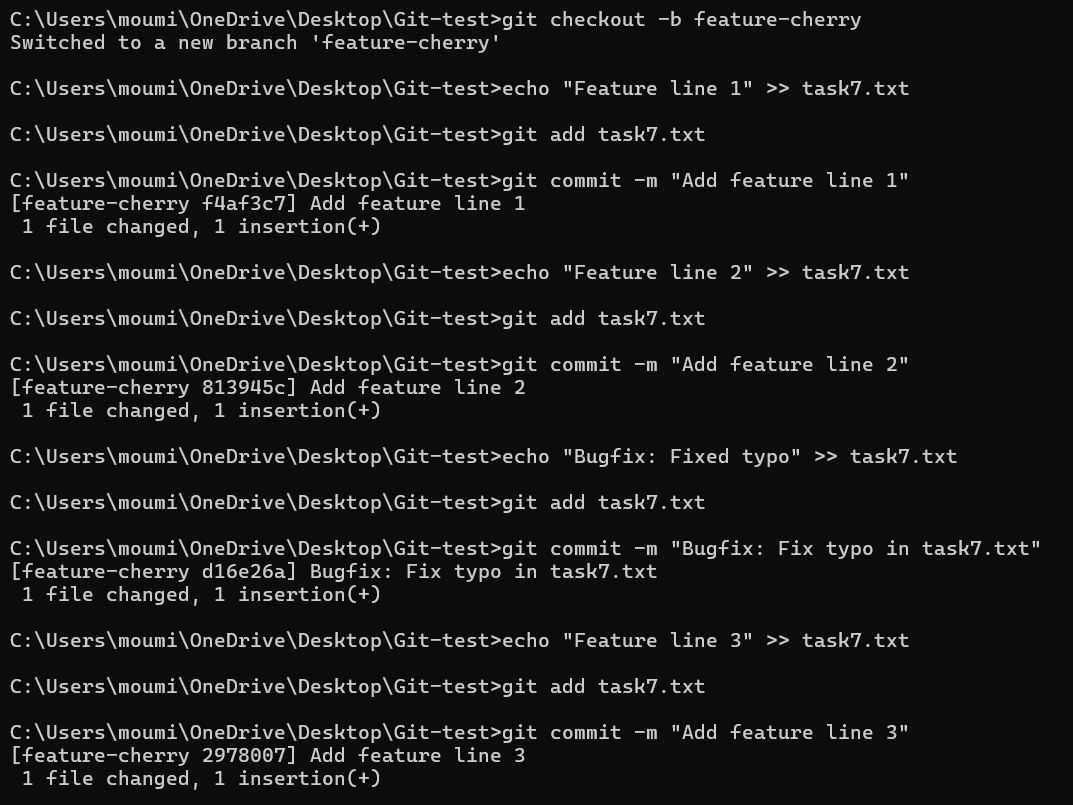 C:\Users\moumi\OneDrive\Desktop\Git-test>git checkout -b feature-cherry
Switched to a new branch 'feature-cherry'
C:\Users\moumi\OneDrive\Desktop\Git-test>echo "Feature line 1" >> task7.txt
C:\Users\moumi\OneDrive\Desktop\Git-test>git add task7.txt
C:\Users\moumi\OneDrive\Desktop\Git-test>git commit -m "Add feature line 1"
[feature-cherry f4af3c7] Add feature line 1
 1 file changed, 1 insertion(+)
C:\Users\moumi\OneDrive\Desktop\Git-test>echo "Feature line 2" >> task7.txt
C:\Users\moumi\OneDrive\Desktop\Git-test>git add task7.txt
C:\Users\moumi\OneDrive\Desktop\Git-test>git commit -m "Add feature line 2"
[feature-cherry 813945c] Add feature line 2
 1 file changed, 1 insertion(+)
C:\Users\moumi\OneDrive\Desktop\Git-test>echo "Bugfix: Fixed typo" >> task7.txt
C:\Users\moumi\OneDrive\Desktop\Git-test>git add task7.txt
C:\Users\moumi\OneDrive\Desktop\Git-test>git commit -m "Bugfix: Fix typo in task7.txt"
[feature-cherry d16e26a] Bugfix: Fix typo in task7.txt
 1 file changed, 1 insertion(+)
C:\Users\moumi\OneDrive\Desktop\Git-test>echo "Feature line 3" >> task7.txt
C:\Users\moumi\OneDrive\Desktop\Git-test>git add task7.txt
C:\Users\moumi\OneDrive\Desktop\Git-test>git commit -m "Add feature line 3"
[feature-cherry 2978007] Add feature line 3
 1 file changed, 1 insertion(+)